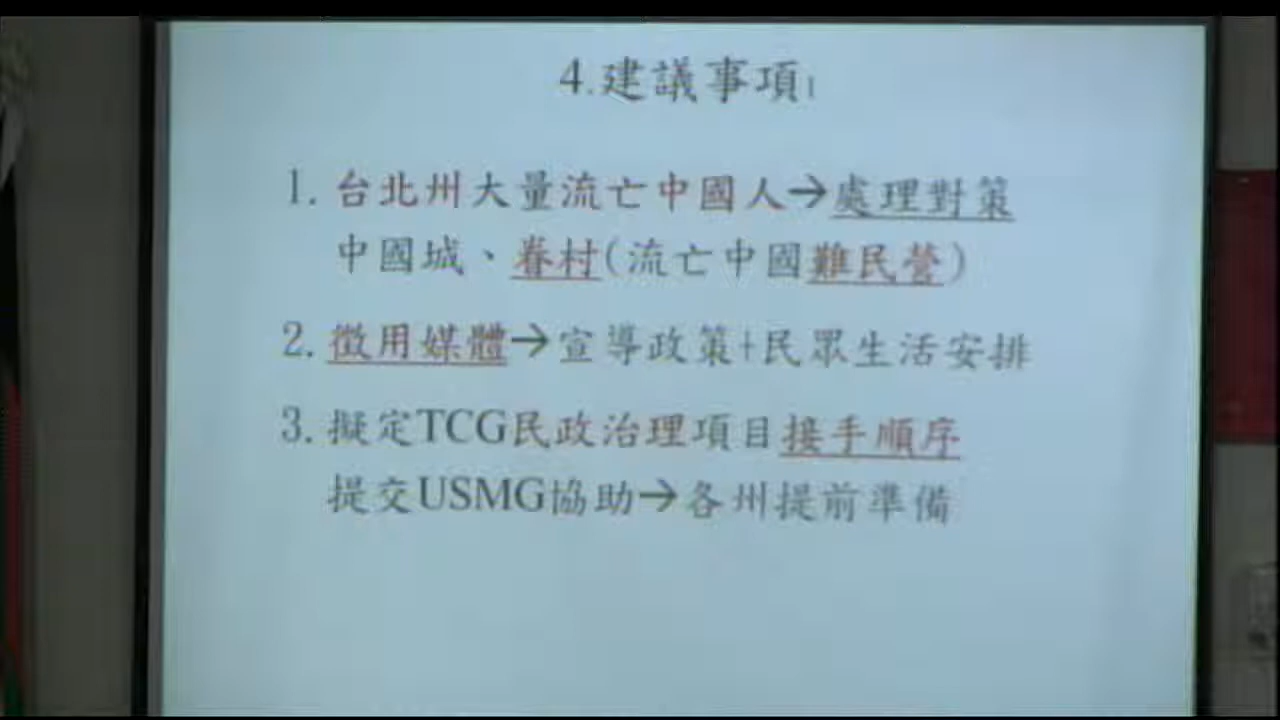 4.建議事項1
1. 台北州大量流亡中國人→處理對策
中國城、眷村(流亡中國難民營)
2. 徵用媒體→宣導政策+民眾生活安排
3. 擬定TCG民政治理項目接手順序
提交USMG協助→各州提前準備